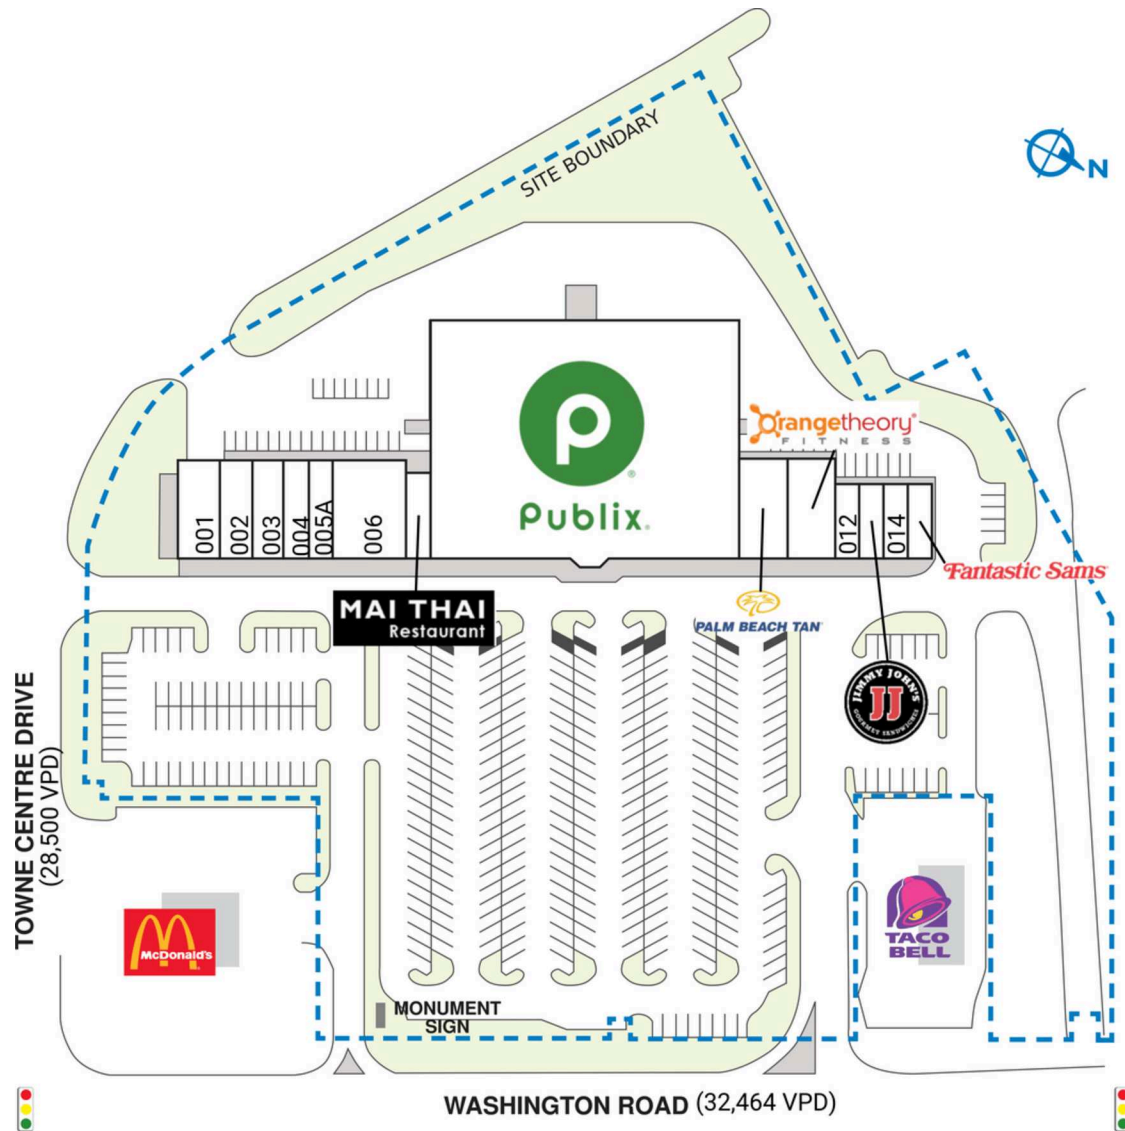 SITE BOUNDARY
N
Publix
orangetheory
FITNESS
001
002
003
004
005A
006
012
014
Fantastic Sams
MAI THAI
Restaurant
PALM BEACH TAN
JIMMY JOHN'S
JJ
GOURMET SANDWICHES
TOWNE CENTRE DRIVE
(28,500 VPD)
McDonald's
TACO
BELL
MONUMENT
SIGN
WASHINGTON ROAD (32,464 VPD)